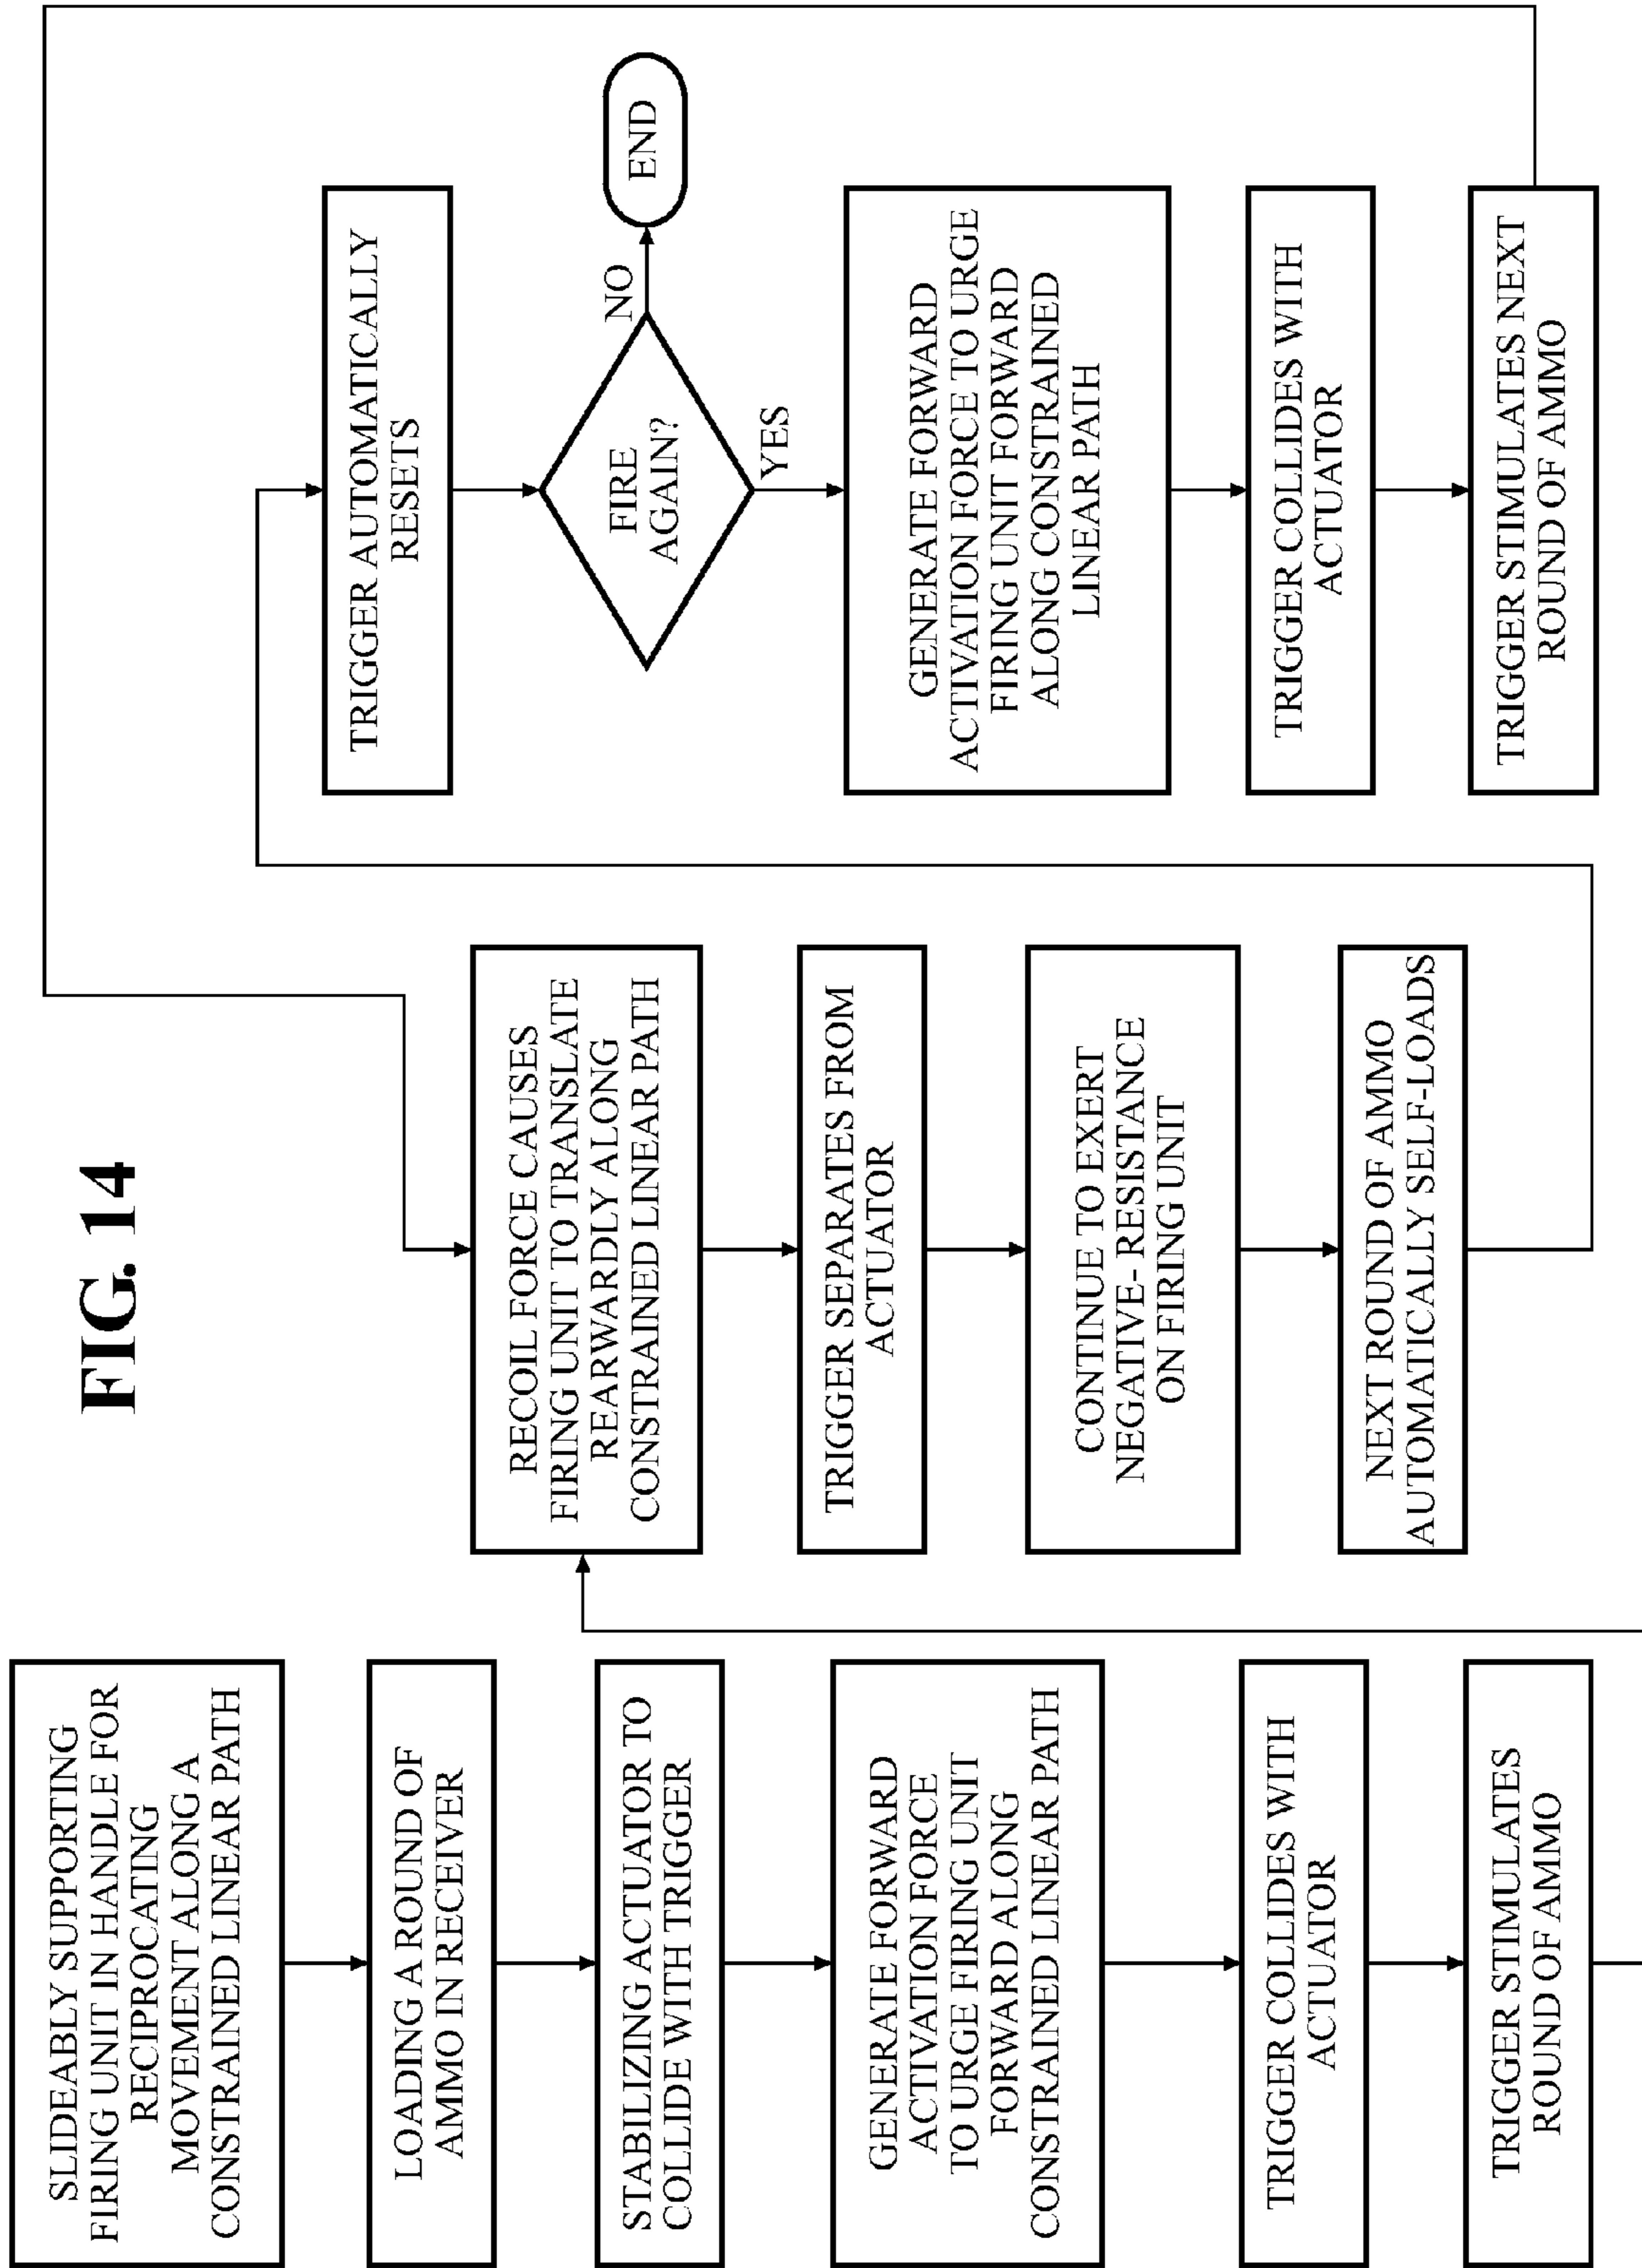 FIG. 14
SLIDEABLY SUPPORTING
FIRING UNIT IN HANDLE FOR
RECIPROCATING
MOVEMENT ALONG A
CONSTRAINED LINEAR PATH
LOADING A ROUND OF
AMMO IN RECEIVER
STABILIZING ACTUATOR TO
COLLIDE WITH TRIGGER
GENERATE FORWARD
ACTIVATION FORCE
TO URGE FIRING UNIT
FORWARD ALONG
CONSTRAINED LINEAR PATH
TRIGGER COLLIDES WITH
ACTUATOR
TRIGGER STIMULATES
ROUND OF AMMO
RECOIL FORCE CAUSES
FIRING UNIT TO TRANSLATE
REARWARDLY ALONG
CONSTRAINED LINEAR PATH
TRIGGER SEPARATES FROM
ACTUATOR
CONTINUE TO EXERT
NEGATIVE- RESISTANCE
ON FIRING UNIT
NEXT ROUND OF AMMO
AUTOMATICALLY SELF-LOADS
TRIGGER AUTOMATICALLY
RESETS
FIRE
AGAIN?
NO
END
YES
GENERATE FORWARD
ACTIVATION FORCE TO URGE
FIRING UNIT FORWARD
ALONG CONSTRAINED
LINEAR PATH
TRIGGER COLLIDES WITH
ACTUATOR
TRIGGER STIMULATES NEXT
ROUND OF AMMO